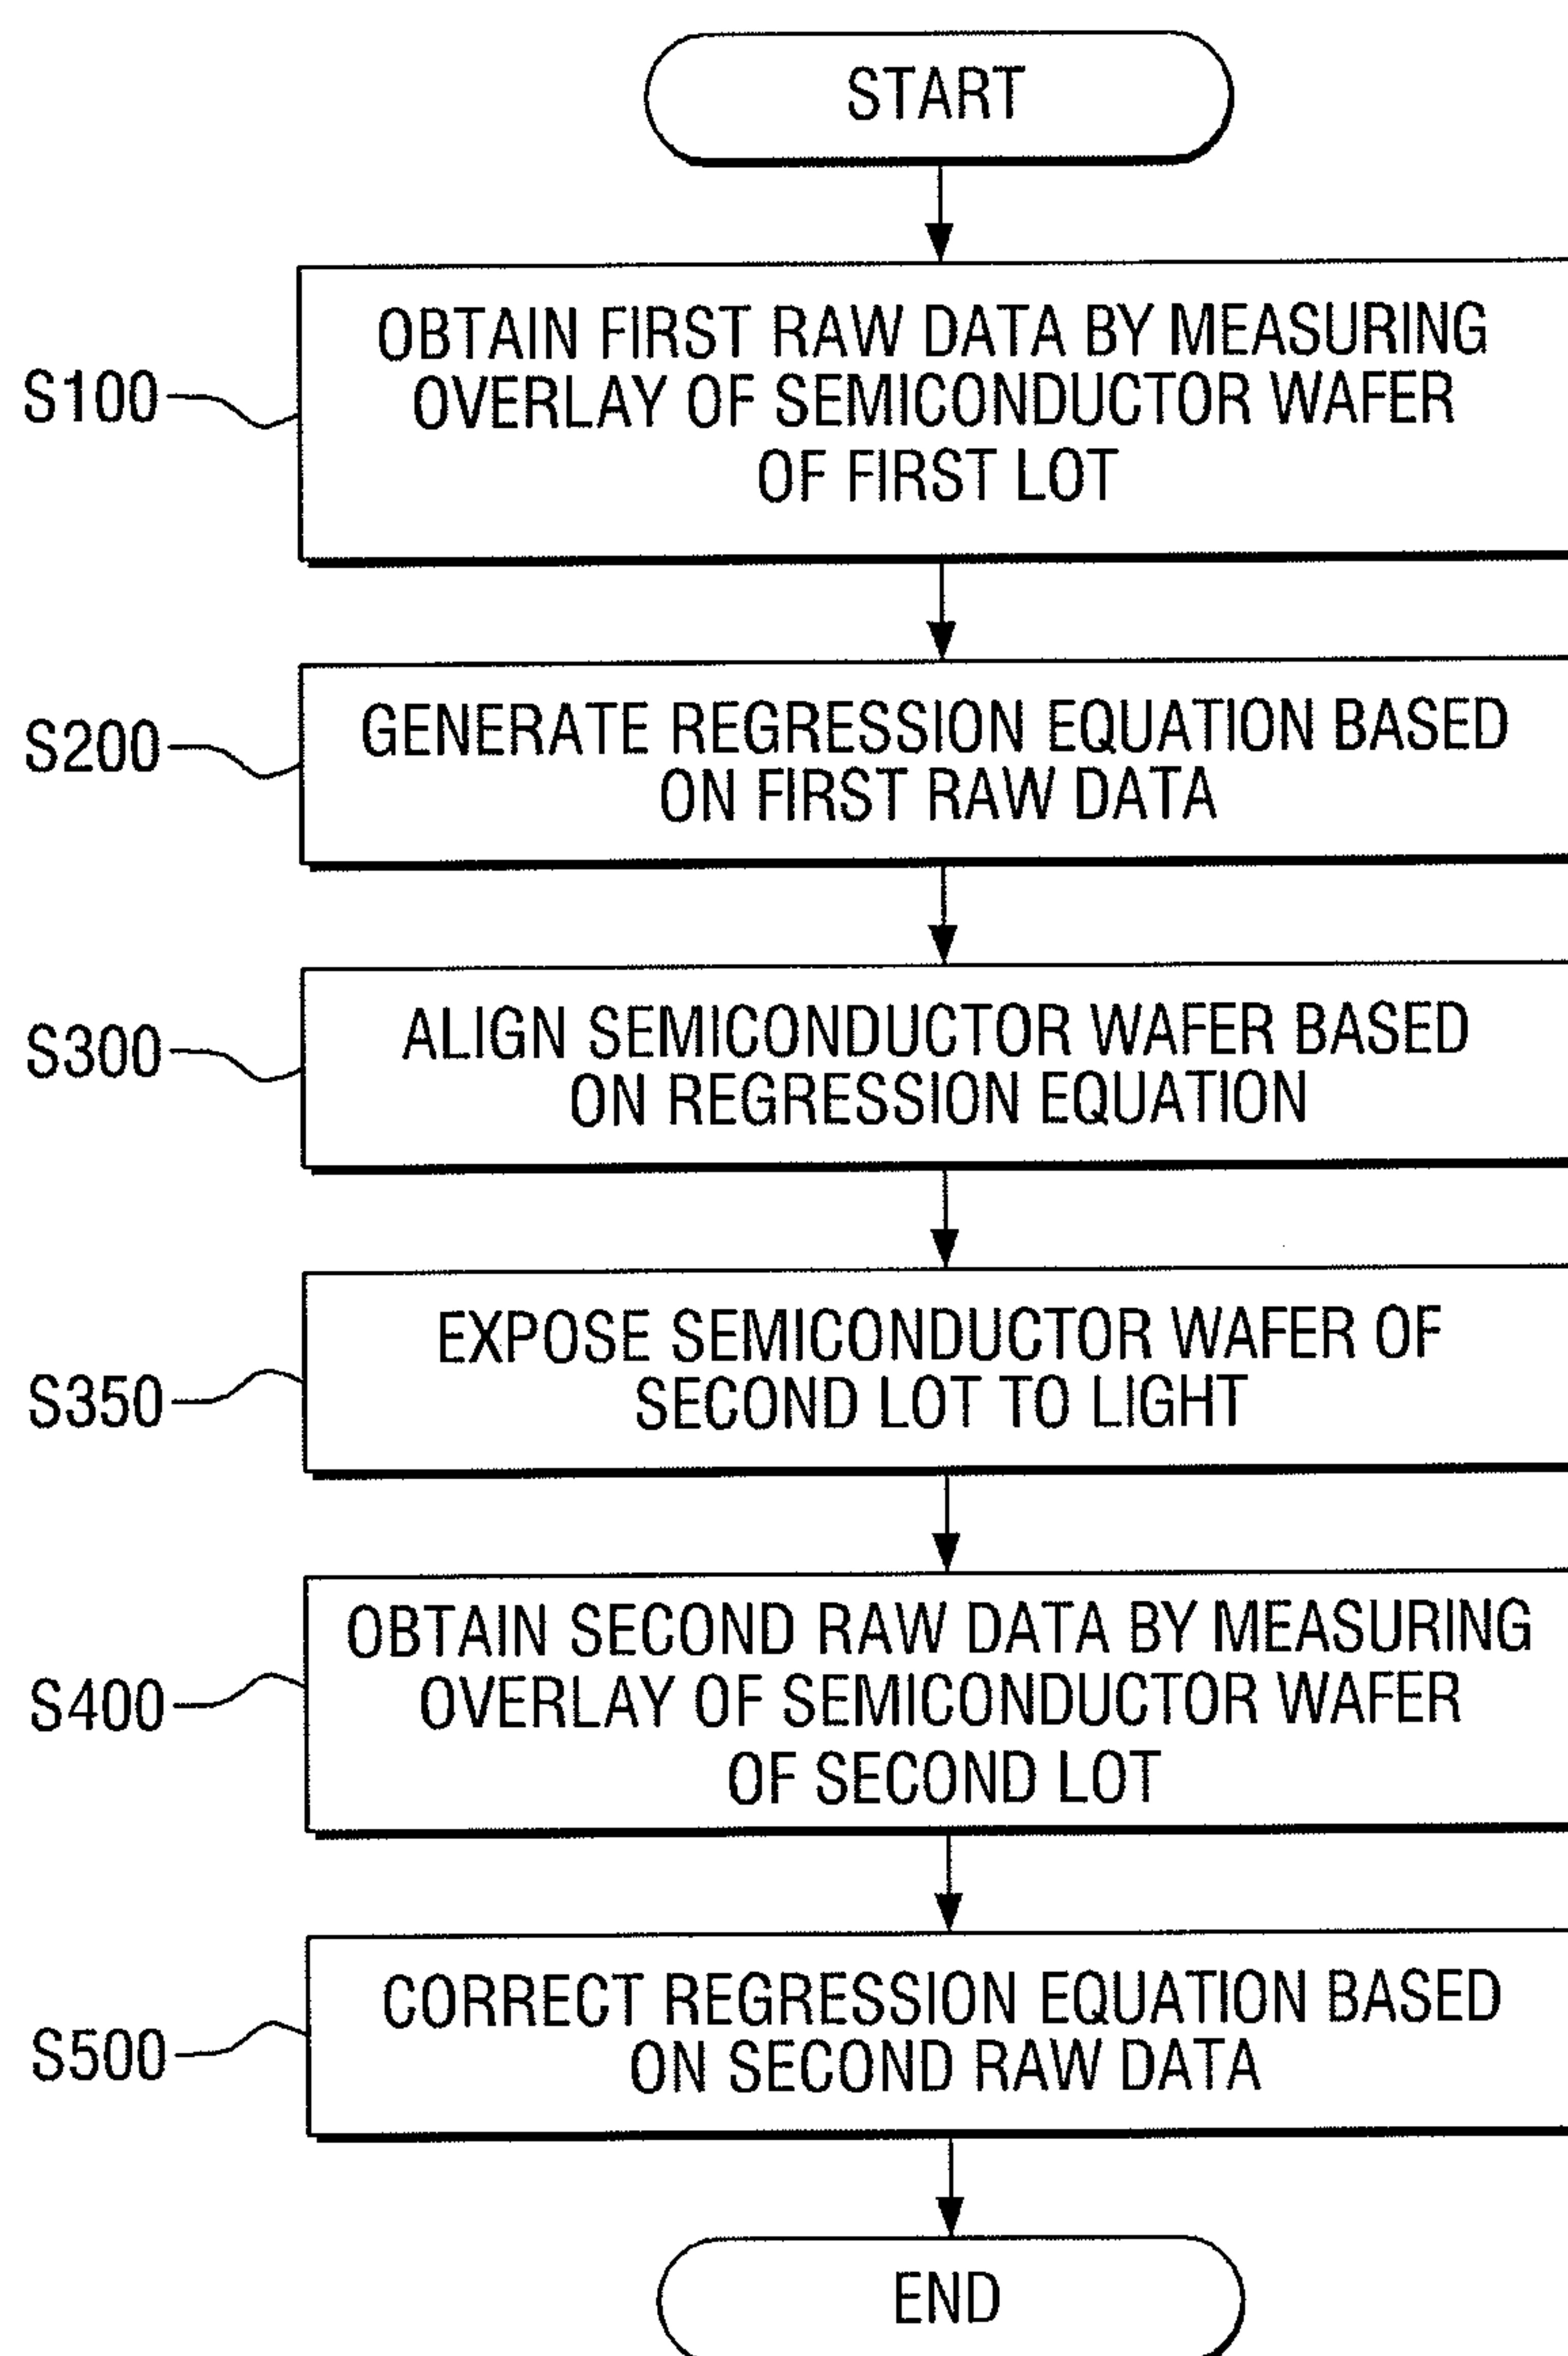 START
S100
OBTAIN FIRST RAW DATA BY MEASURING
OVERLAY OF SEMICONDUCTOR WAFER
OF FIRST LOT
S200
GENERATE REGRESSION EQUATION BASED
ON FIRST RAW DATA
S300
ALIGN SEMICONDUCTOR WAFER BASED
ON REGRESSION EQUATION
S350
EXPOSE SEMICONDUCTOR WAFER OF
SECOND LOT TO LIGHT
S400
OBTAIN SECOND RAW DATA BY MEASURING
OVERLAY OF SEMICONDUCTOR WAFER
OF SECOND LOT
S500
CORRECT REGRESSION EQUATION BASED
ON SECOND RAW DATA
END